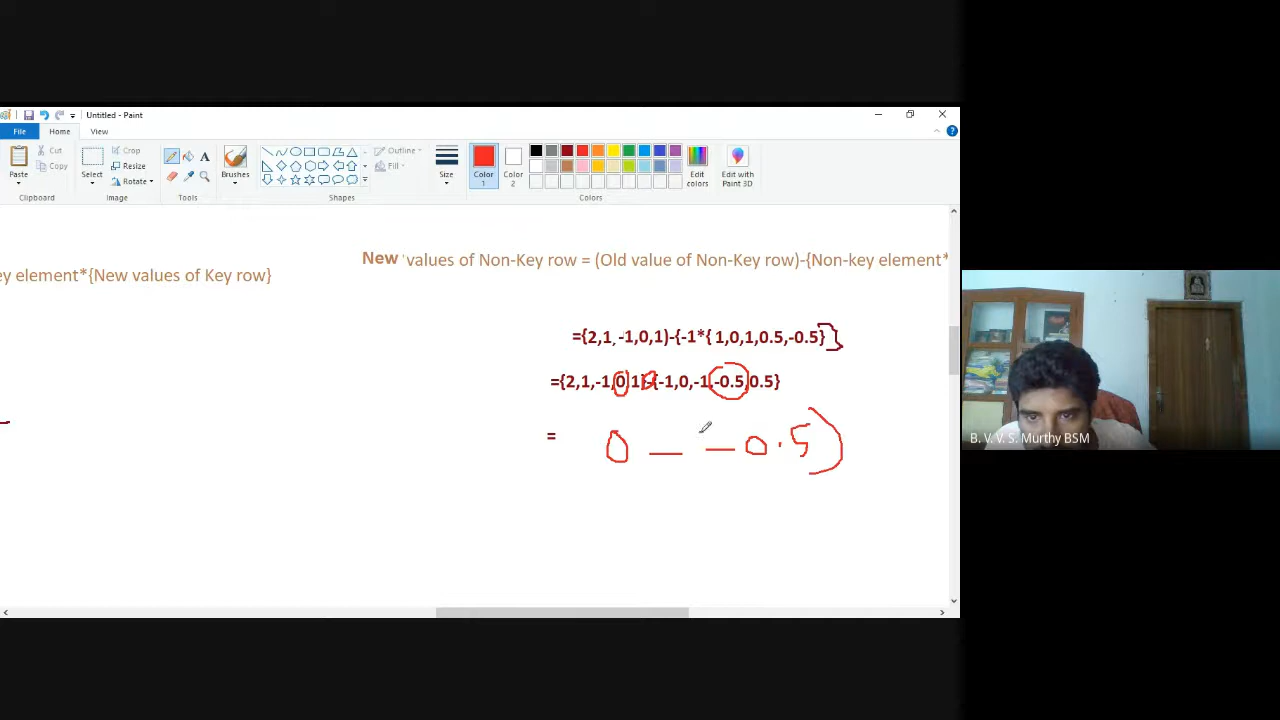 Untitled - Paint
File Home View
Paste
Cut
Copy
Clipboard
Select
Crop
Resize
Rotate
Image
Tools
Brushes
Shapes
Outline
Fill
Size
Color 1
Color 2
Colors
Edit colors
Edit with Paint 3D
ey element*{New values of Key row}
New values of Non-Key row = (Old value of Non-Key row)-{Non-key element*
={2,1,-1,0,1)-{-1*{ 1,0,1,0.5,-0.5}}
={2,1,-1,0,1}-{-1,0,-1,-0.5,0.5}
= 0 — — 0.5)
B. V. V. S. Murthy BSM